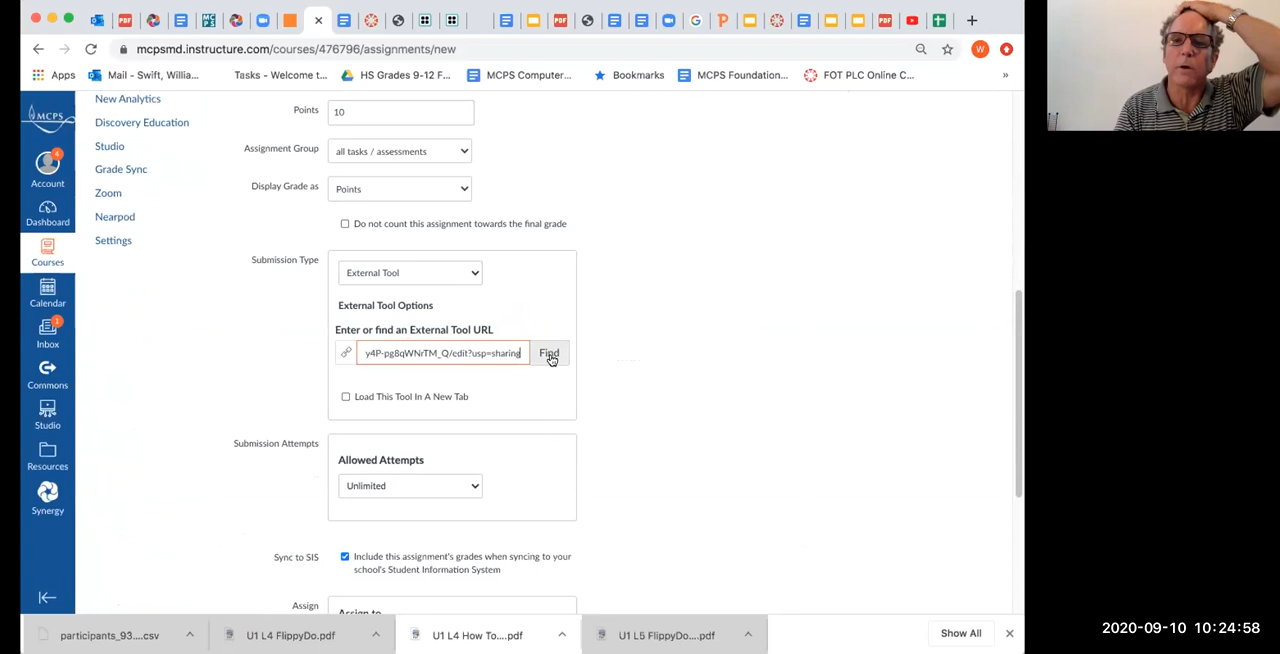 mcpsmd.instructure.com/courses/476796/assignments/new
W
Apps
Mail - Swift, Willia...
Tasks - Welcome t...
HS Grades 9-12 F...
MCPS Computer...
Bookmarks
MCPS Foundation...
FOT PLC Online C...
»
MCPS
4
Account
Dashboard
Courses
Calendar
1
Inbox
Commons
Studio
Resources
Synergy
New Analytics
Discovery Education
Studio
Grade Sync
Zoom
Nearpod
Settings
Points
10
Assignment Group
all tasks / assessments
Display Grade as
Points
Do not count this assignment towards the final grade
Submission Type
External Tool
External Tool Options
Enter or find an External Tool URL
y4P-pg8qWNrTM_Q/edit?usp=sharing
Find
Load This Tool In A New Tab
Submission Attempts
Allowed Attempts
Unlimited
Sync to SIS
Include this assignment's grades when syncing to your
school's Student Information System
Assign
Assign to
participants_93....csv
U1 L4 FlippyDo.pdf
U1 L4 How To....pdf
U1 L5 FlippyDo....pdf
Show All
2020-09-10 10:24:58